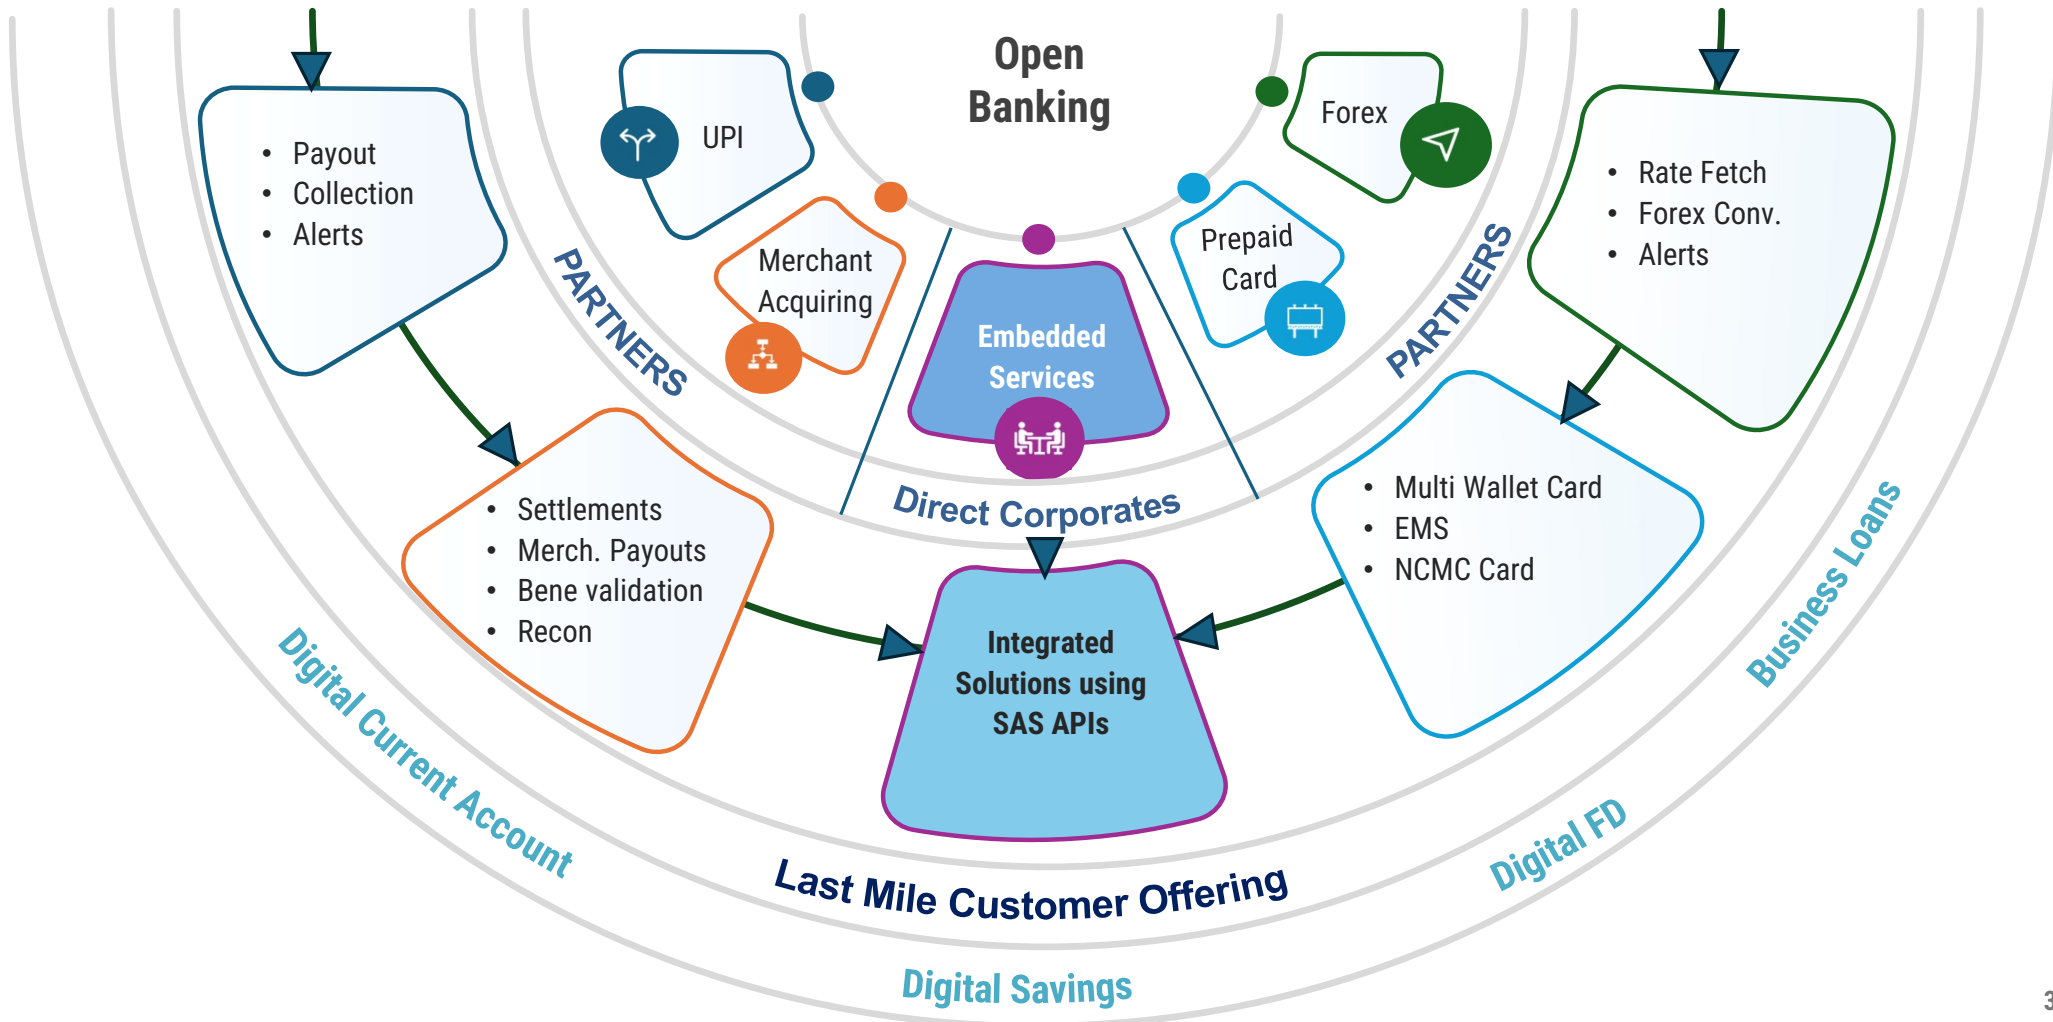 Open
Banking
UPI
Forex
Merchant
Acquiring
Prepaid
Card
Embedded
Services
PARTNERS
PARTNERS
Direct Corporates
• Payout
• Collection
• Alerts
• Rate Fetch
• Forex Conv.
• Alerts
• Settlements
• Merch. Payouts
• Bene validation
• Recon
• Multi Wallet Card
• EMS
• NCMC Card
Integrated
Solutions using
SAS APIs
Last Mile Customer Offering
Digital Current Account
Digital Savings
Digital FD
Business Loans
3